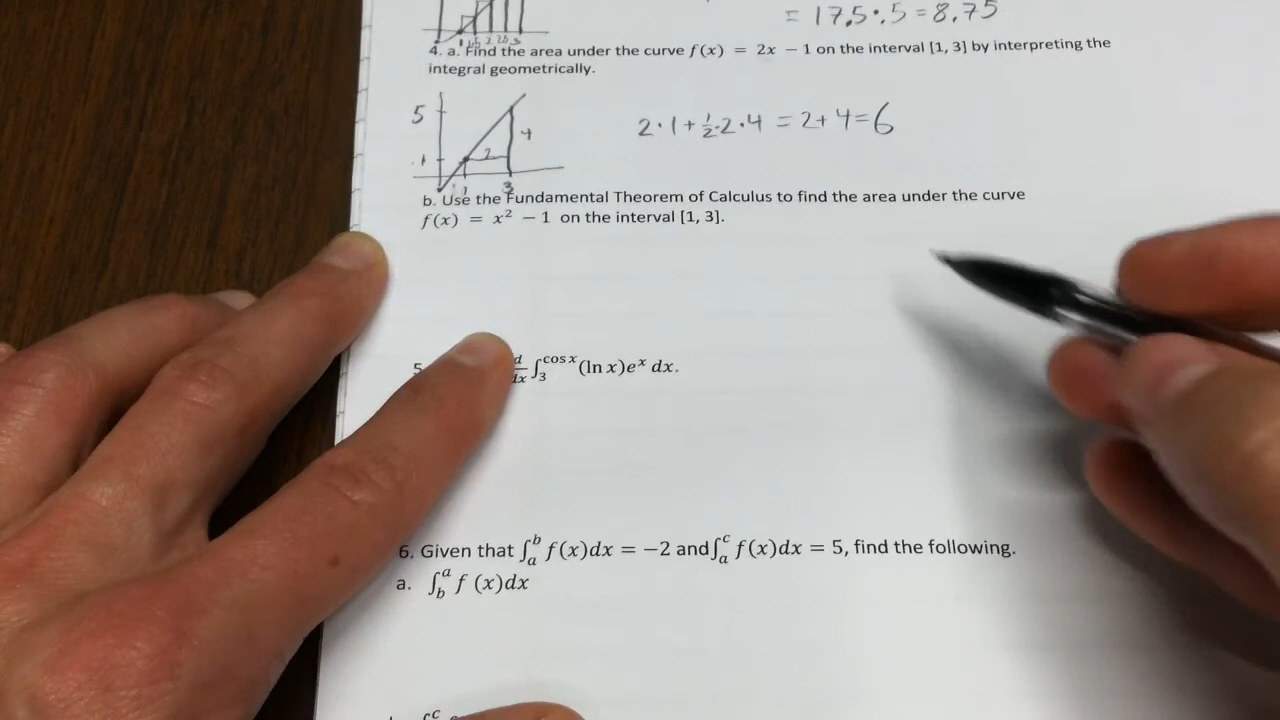 = 17.5 · .5 = 8.75
4. a. Find the area under the curve f(x) = 2x − 1 on the interval [1, 3] by interpreting the
integral geometrically.
5
4
2
1
1
3
2·1 + 1/2·2·4 = 2+4=6
b. Use the Fundamental Theorem of Calculus to find the area under the curve
f(x) = x² − 1 on the interval [1, 3].
5
d/dx ∫₃^cos x (ln x)eˣ dx.
6. Given that ∫ₐᵇ f(x)dx = −2 and ∫ₐᶜ f(x)dx = 5, find the following.
a. ∫_b^a f (x)dx